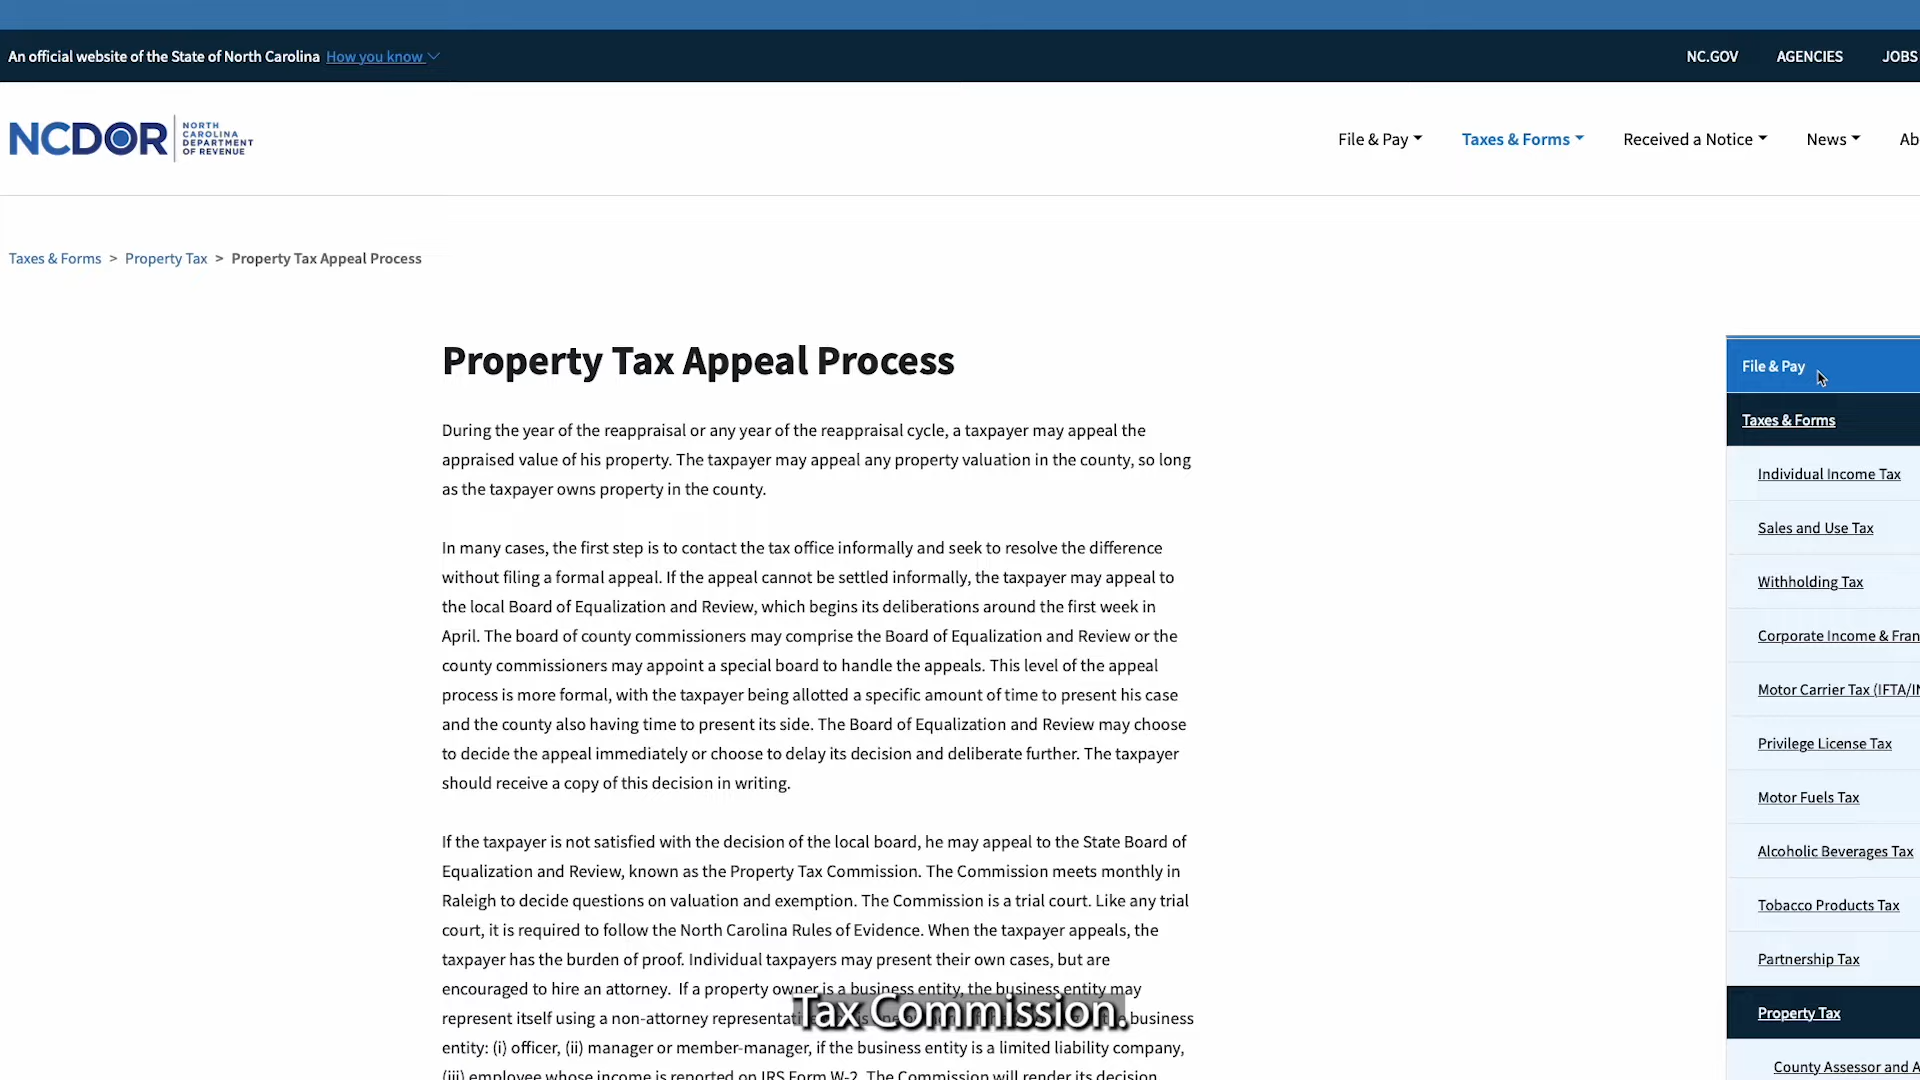 An official website of the State of North Carolina How you know
NC.GOV AGENCIES JOBS
NCDOR NORTH CAROLINA DEPARTMENT OF REVENUE
File & Pay Taxes & Forms Received a Notice News Ab
Taxes & Forms > Property Tax > Property Tax Appeal Process
Property Tax Appeal Process
During the year of the reappraisal or any year of the reappraisal cycle, a taxpayer may appeal the
appraised value of his property. The taxpayer may appeal any property valuation in the county, so long
as the taxpayer owns property in the county.
In many cases, the first step is to contact the tax office informally and seek to resolve the difference
without filing a formal appeal. If the appeal cannot be settled informally, the taxpayer may appeal to
the local Board of Equalization and Review, which begins its deliberations around the first week in
April. The board of county commissioners may comprise the Board of Equalization and Review or the
county commissioners may appoint a special board to handle the appeals. This level of the appeal
process is more formal, with the taxpayer being allotted a specific amount of time to present his case
and the county also having time to present its side. The Board of Equalization and Review may choose
to decide the appeal immediately or choose to delay its decision and deliberate further. The taxpayer
should receive a copy of this decision in writing.
If the taxpayer is not satisfied with the decision of the local board, he may appeal to the State Board of
Equalization and Review, known as the Property Tax Commission. The Commission meets monthly in
Raleigh to decide questions on valuation and exemption. The Commission is a trial court. Like any trial
court, it is required to follow the North Carolina Rules of Evidence. When the taxpayer appeals, the
taxpayer has the burden of proof. Individual taxpayers may present their own cases, but are
encouraged to hire an attorney. If a property owner is a business entity, the business entity may
represent itself using a non-attorney business
entity: (i) officer, (ii) manager or member-manager, if the business entity is a limited liability company,
(iii) employee whose income is reported on IRS Form W-2. The Commission will render its decision
Tax Commission.
File & Pay
Taxes & Forms
Individual Income Tax
Sales and Use Tax
Withholding Tax
Corporate Income & Fran
Motor Carrier Tax (IFTA/IN
Privilege License Tax
Motor Fuels Tax
Alcoholic Beverages Tax
Tobacco Products Tax
Partnership Tax
Property Tax
County Assessor and A